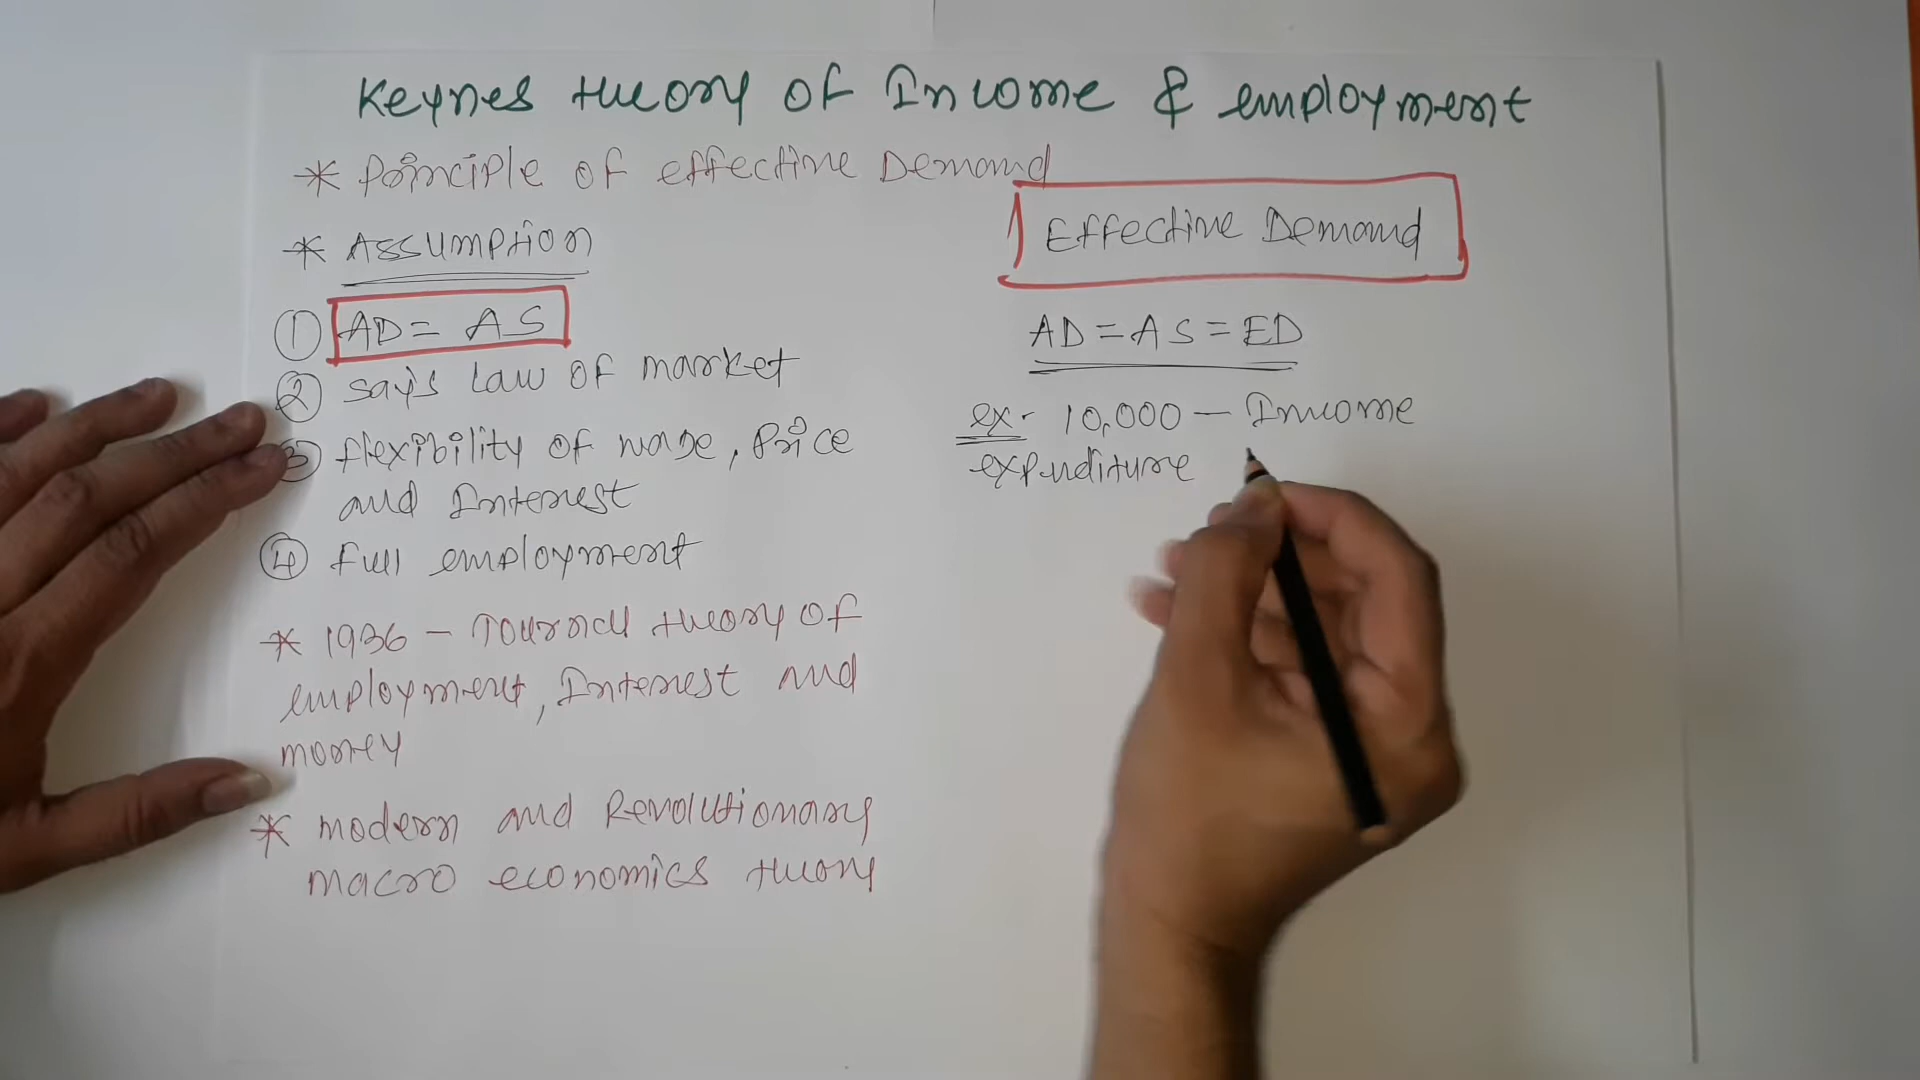 Keynes theory of Income & employment
* Principle of effective Demand
* Assumption
① AD = AS
② say's law of market
③ flexibility of wage, Price
and Interest
④ full employment
* 1936 - Journal theory of
employment, Interest and
money
* modern and Revolutionary
macro economics theory
Effective Demand
AD = AS = ED
ex- 10,000 - Income
expenditure